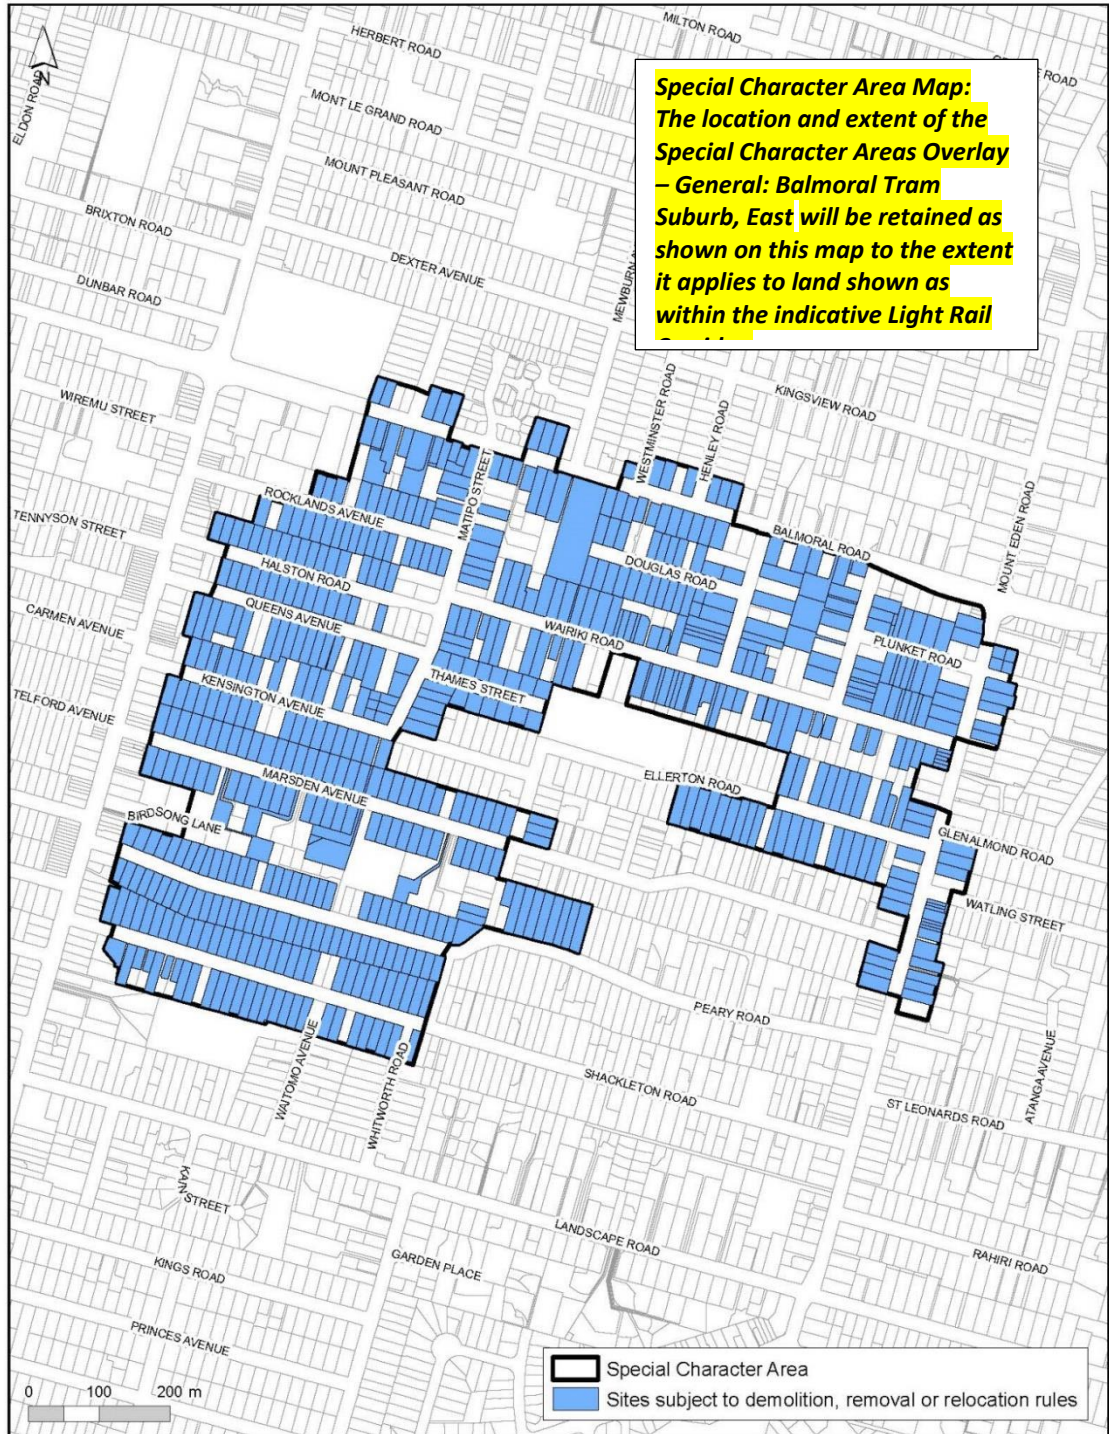 HERBERT ROAD
MILTON ROAD
ROAD
N
ELDON ROAD
MONT LE GRAND ROAD
MOUNT PLEASANT ROAD
Special Character Area Map:
The location and extent of the
Special Character Areas Overlay
– General: Balmoral Tram
Suburb, East will be retained as
shown on this map to the extent
it applies to land shown as
within the indicative Light Rail
BRIXTON ROAD
DEXTER AVENUE
DUNBAR ROAD
WIREMU STREET
WESTMINSTER ROAD
HENLEY ROAD
KINGSVIEW ROAD
MATIPO STREET
ROCKLANDS AVENUE
MOUNT EDEN ROAD
TENNYSON STREET
BALMORAL ROAD
HALSTON ROAD
DOUGLAS ROAD
CARMEN AVENUE
QUEENS AVENUE
WAIRIKI ROAD
PLUNKET ROAD
KENSINGTON AVENUE
THAMES STREET
TELFORD AVENUE
MARSDEN AVENUE
ELLERTON ROAD
BIRDSONG LANE
GLENALMOND ROAD
WATLING STREET
PEARY ROAD
WAITOMO AVENUE
WHITWORTH ROAD
SHACKLETON ROAD
ATANGA AVENUE
ST LEONARDS ROAD
KAIN STREET
LANDSCAPE ROAD
RAHIRI ROAD
KINGS ROAD
GARDEN PLACE
PRINCES AVENUE
Special Character Area
Sites subject to demolition, removal or relocation rules
0 100 200 m